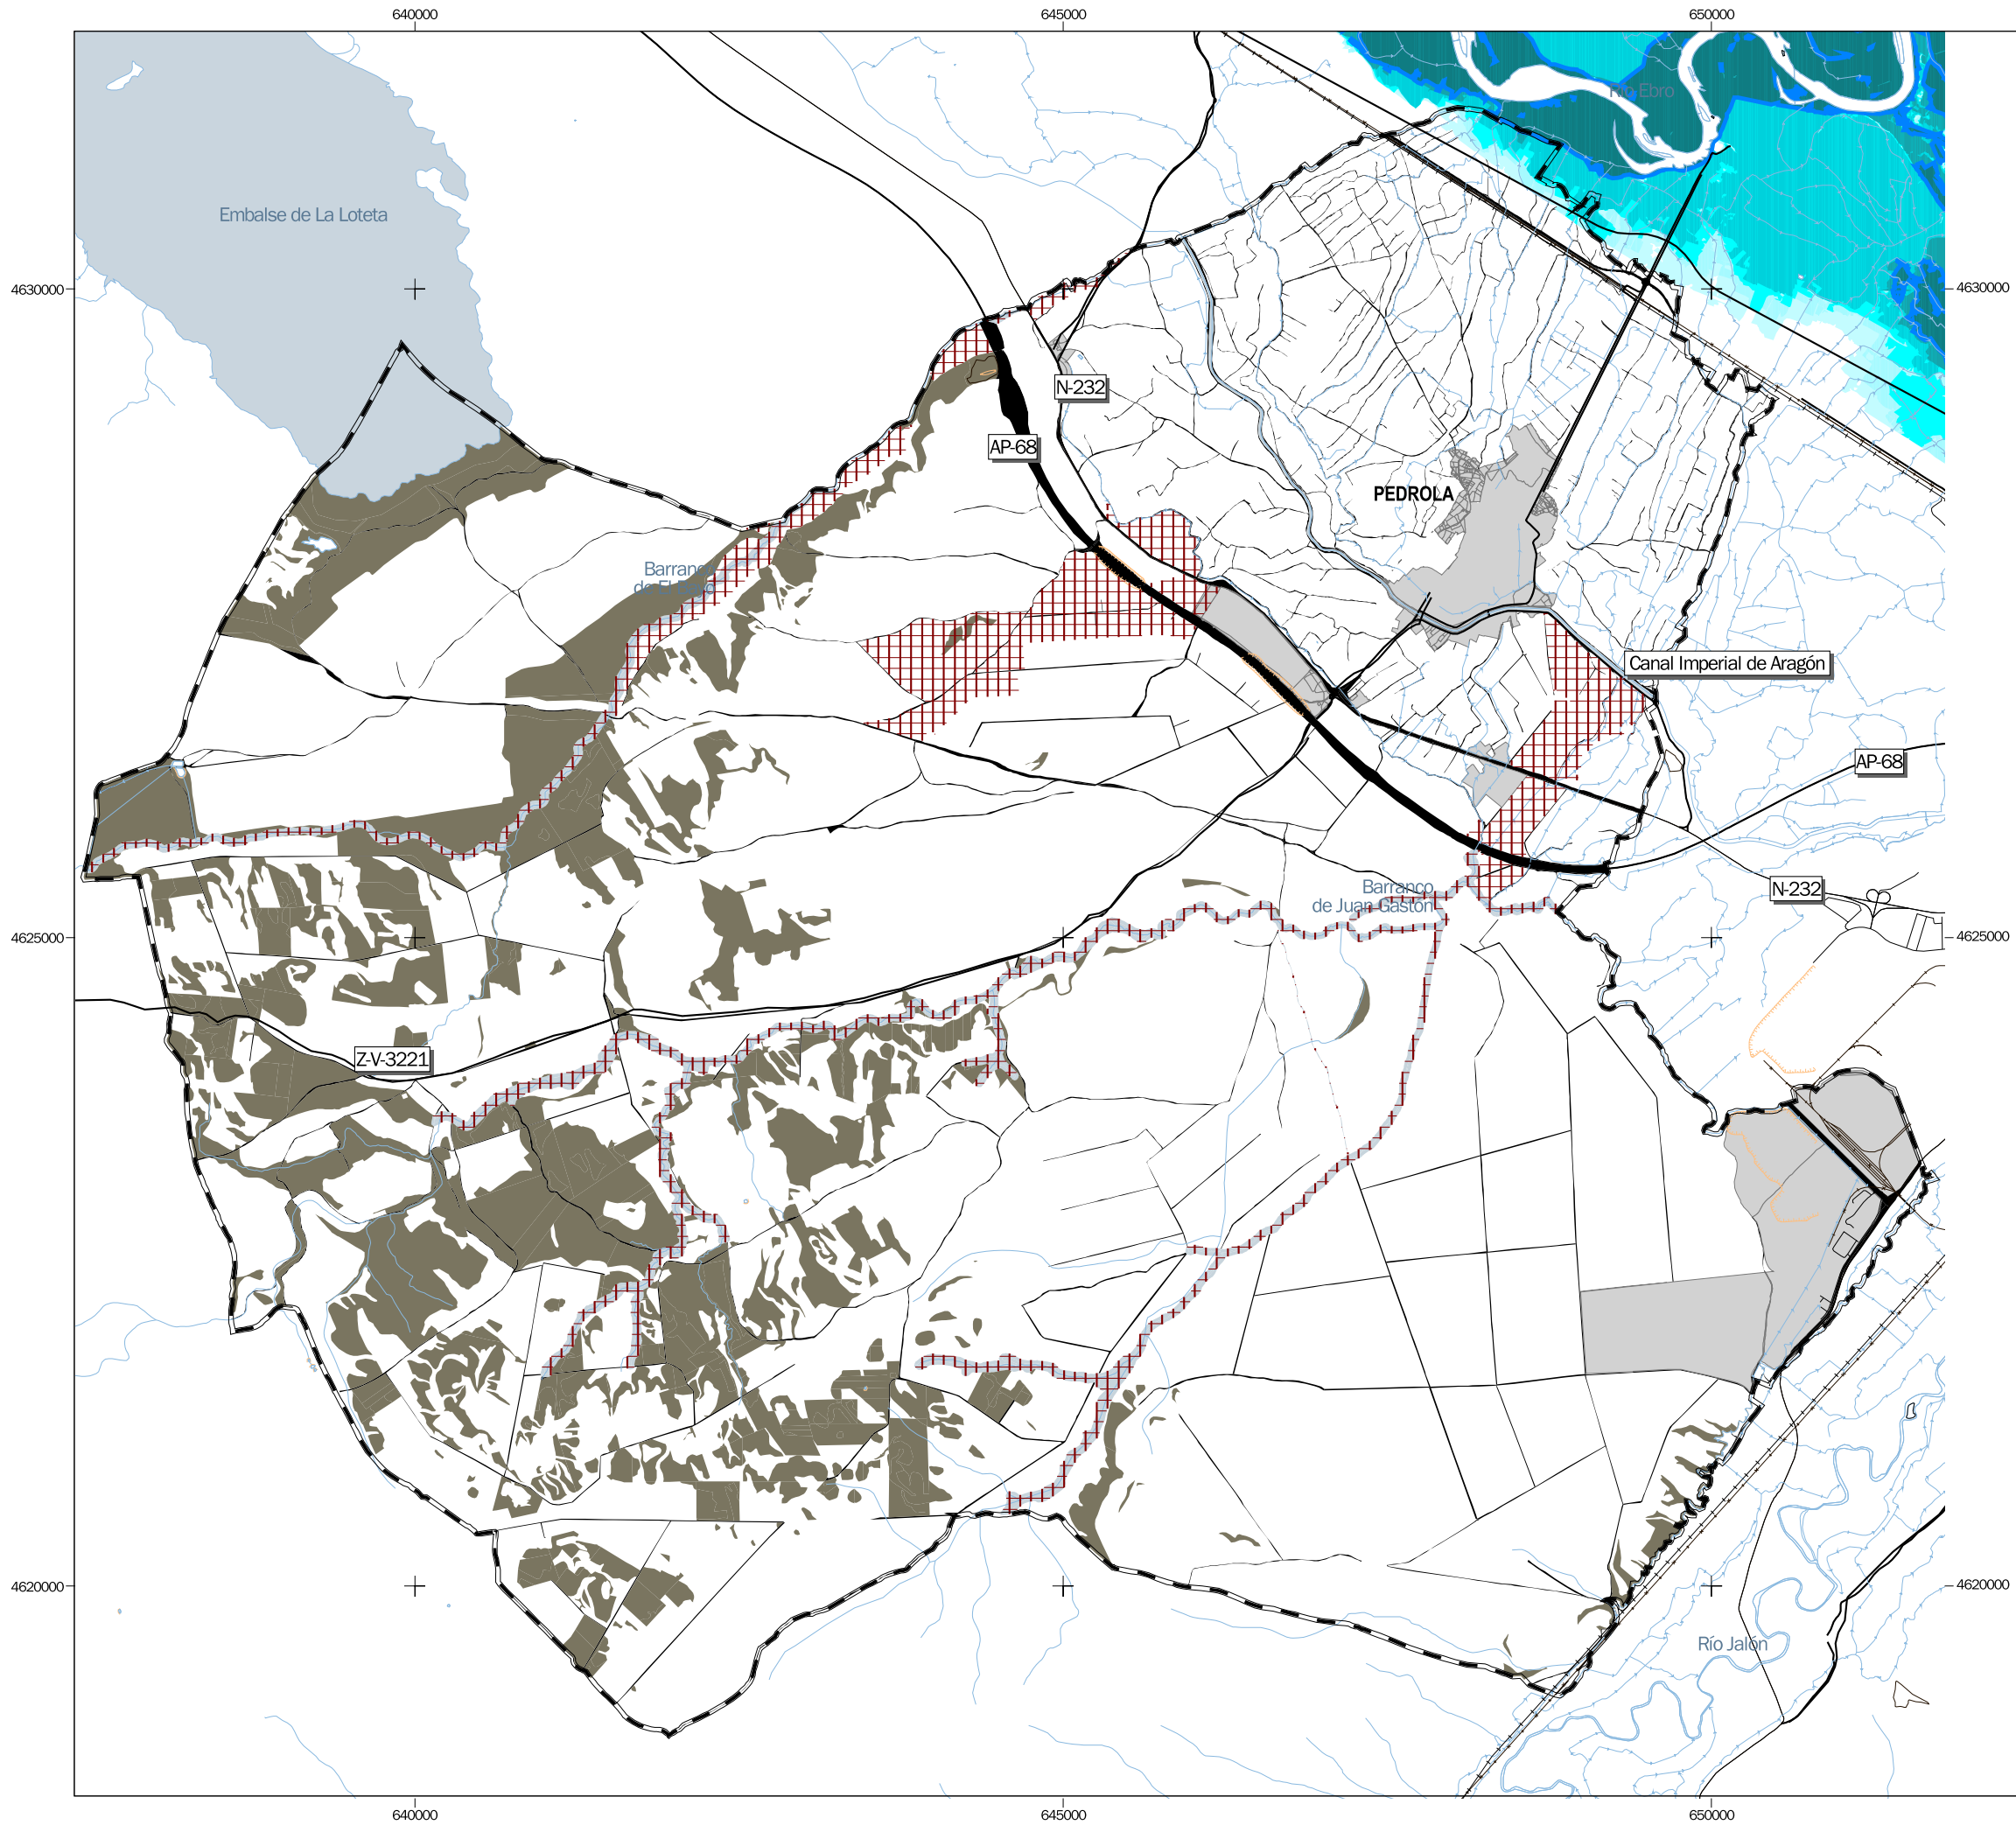 640000
645000
650000
Río Ebro
Embalse de La Loteta
4630000
4630000
N-232
AP-68
PEDROLA
Barranco
de El Bayo
Canal Imperial de Aragón
AP-68
Barranco
de Juan Gastón
N-232
4625000
4625000
Z-V-3221
4620000
4620000
Río Jalón
640000
645000
650000